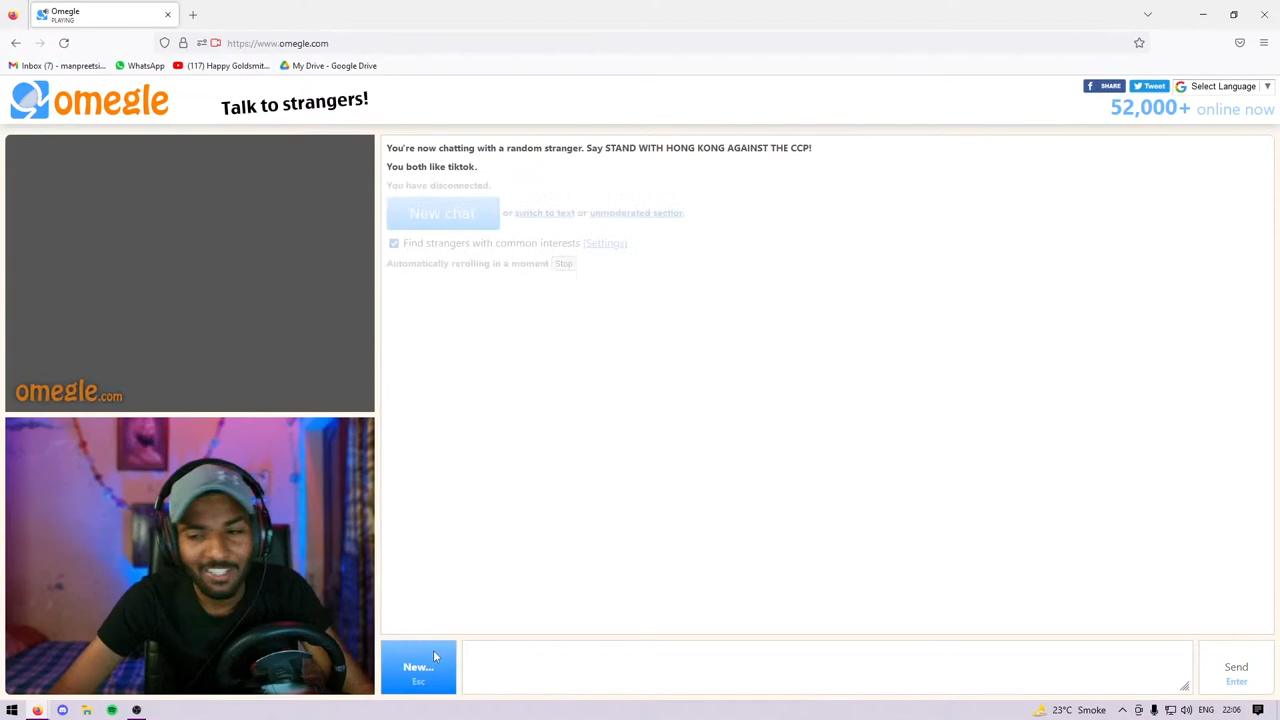 Omegle
PLAYING
https://www.omegle.com
Inbox (7) - manpreetsi...
WhatsApp
(117) Happy Goldsmit...
My Drive - Google Drive
omegle
Talk to strangers!
SHARE
Tweet
Select Language
52,000+ online now
You're now chatting with a random stranger. Say STAND WITH HONG KONG AGAINST THE CCP!
You both like tiktok.
You have disconnected.
New chat or switch to text or unmoderated section.
Find strangers with common interests (Settings)
Automatically rerolling in a moment Stop
omegle.com
New...
Esc
Send
Enter
23°C Smoke
ENG
22:06